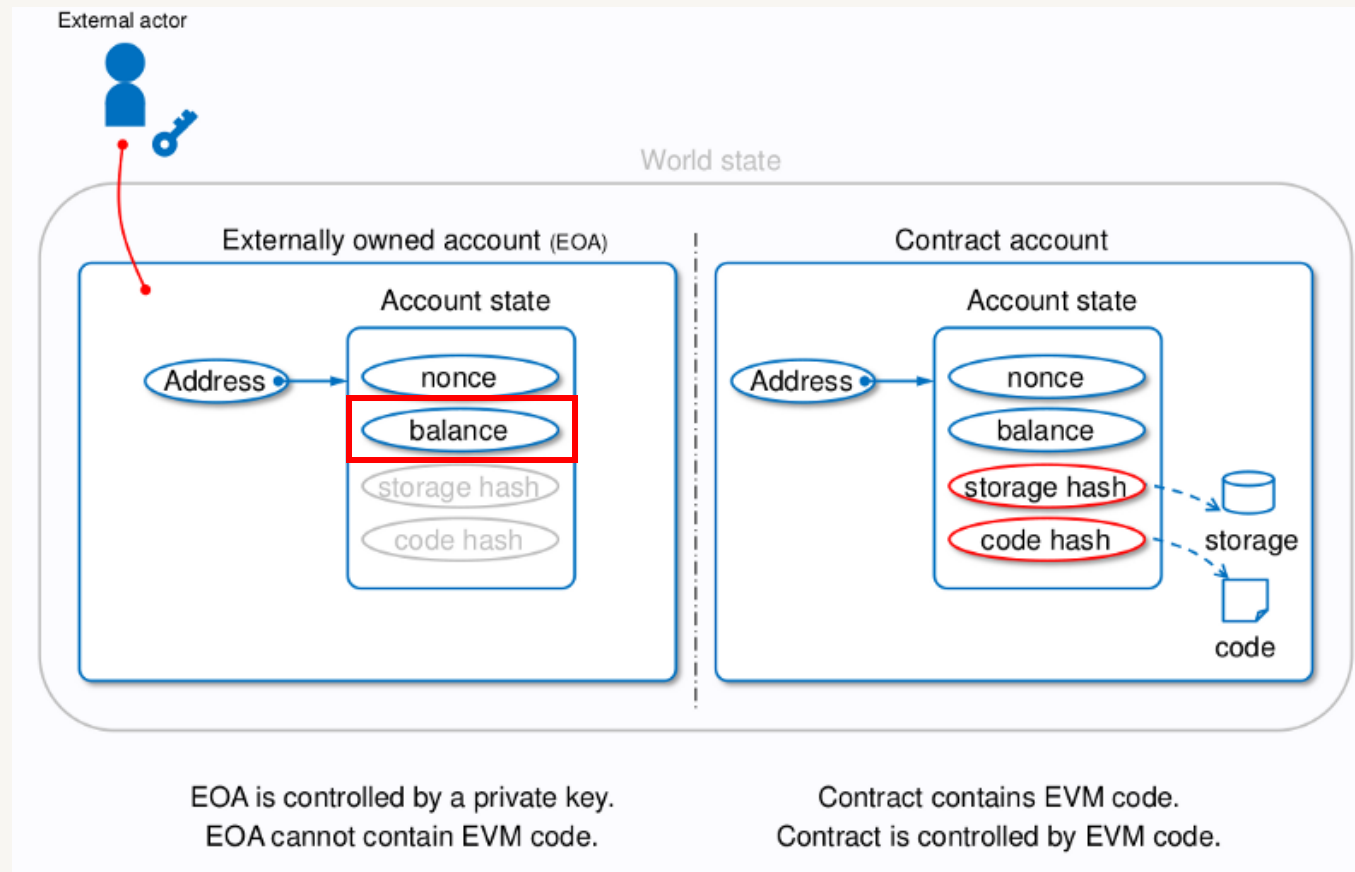 External actor
World state
Externally owned account (EOA)
Account state
Address
nonce
balance
storage hash
code hash
Contract account
Account state
Address
nonce
balance
storage hash
code hash
storage
code
EOA is controlled by a private key.
EOA cannot contain EVM code.
Contract contains EVM code.
Contract is controlled by EVM code.